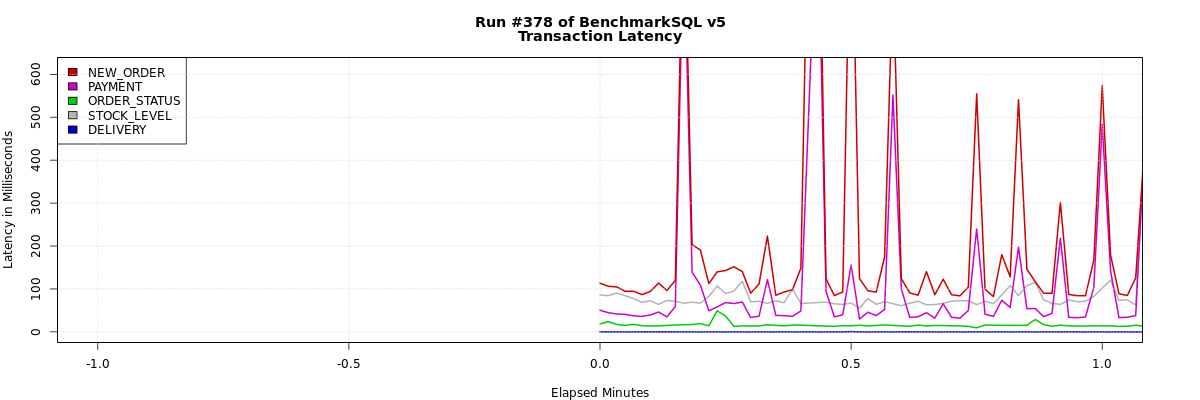 Run #378 of BenchmarkSQL v5
Transaction Latency
Latency in Milliseconds
600
500
400
300
200
100
0
NEW_ORDER
PAYMENT
ORDER_STATUS
STOCK_LEVEL
DELIVERY
-1.0 -0.5 0.0 0.5 1.0
Elapsed Minutes